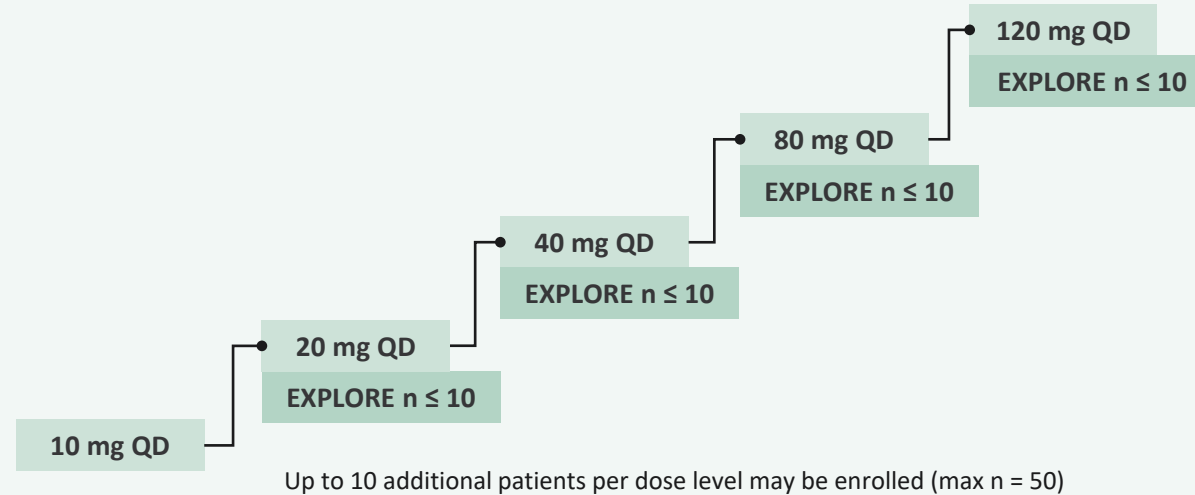 120 mg QD
EXPLORE n ≤ 10
80 mg QD
EXPLORE n ≤ 10
40 mg QD
EXPLORE n ≤ 10
20 mg QD
EXPLORE n ≤ 10
10 mg QD
Up to 10 additional patients per dose level may be enrolled (max n = 50)